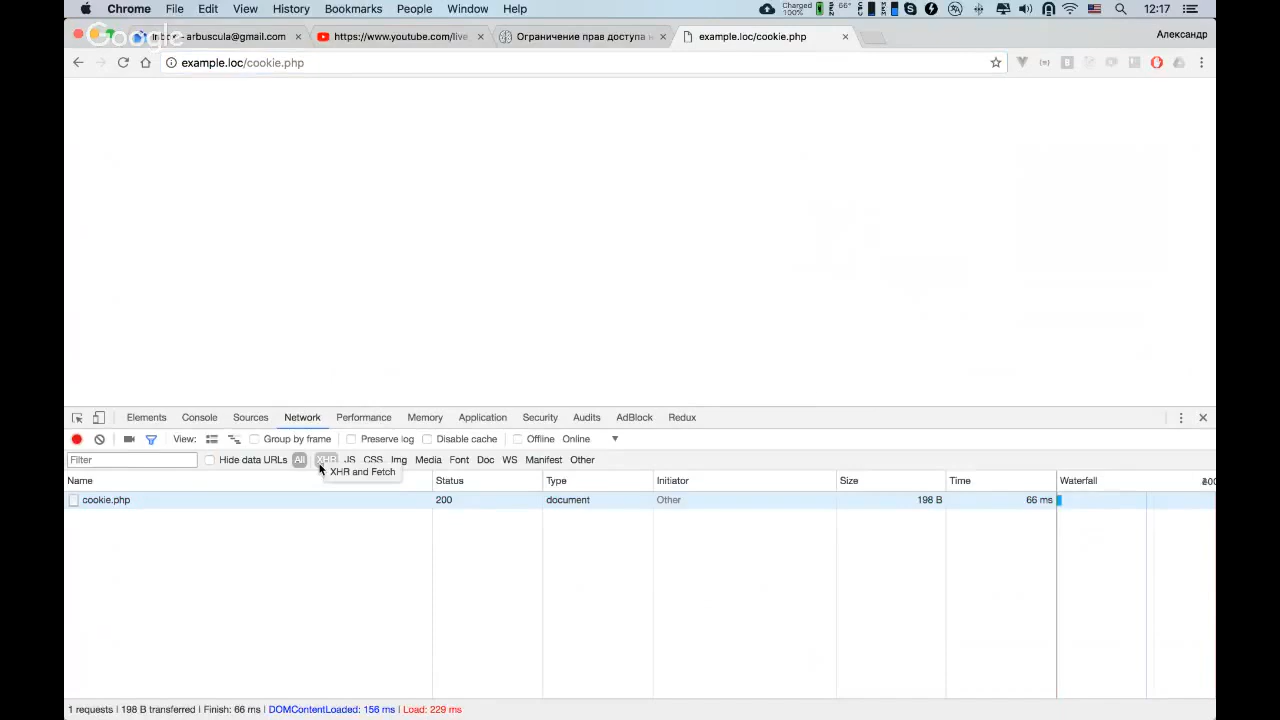 Chrome File Edit View History Bookmarks People Window Help Charged 100% 66° 12:17
Google
arbuscula@gmail.com https://www.youtube.com/live Ограничение прав доступа example.loc/cookie.php Александр
example.loc/cookie.php
Elements Console Sources Network Performance Memory Application Security Audits AdBlock Redux
View: Group by frame Preserve log Disable cache Offline Online
Filter Hide data URLs All XHR JS CSS Img Media Font Doc WS Manifest Other
XHR and Fetch
Name Status Type Initiator Size Time Waterfall
cookie.php 200 document Other 198 B 66 ms
1 requests | 198 B transferred | Finish: 66 ms | DOMContentLoaded: 156 ms | Load: 229 ms